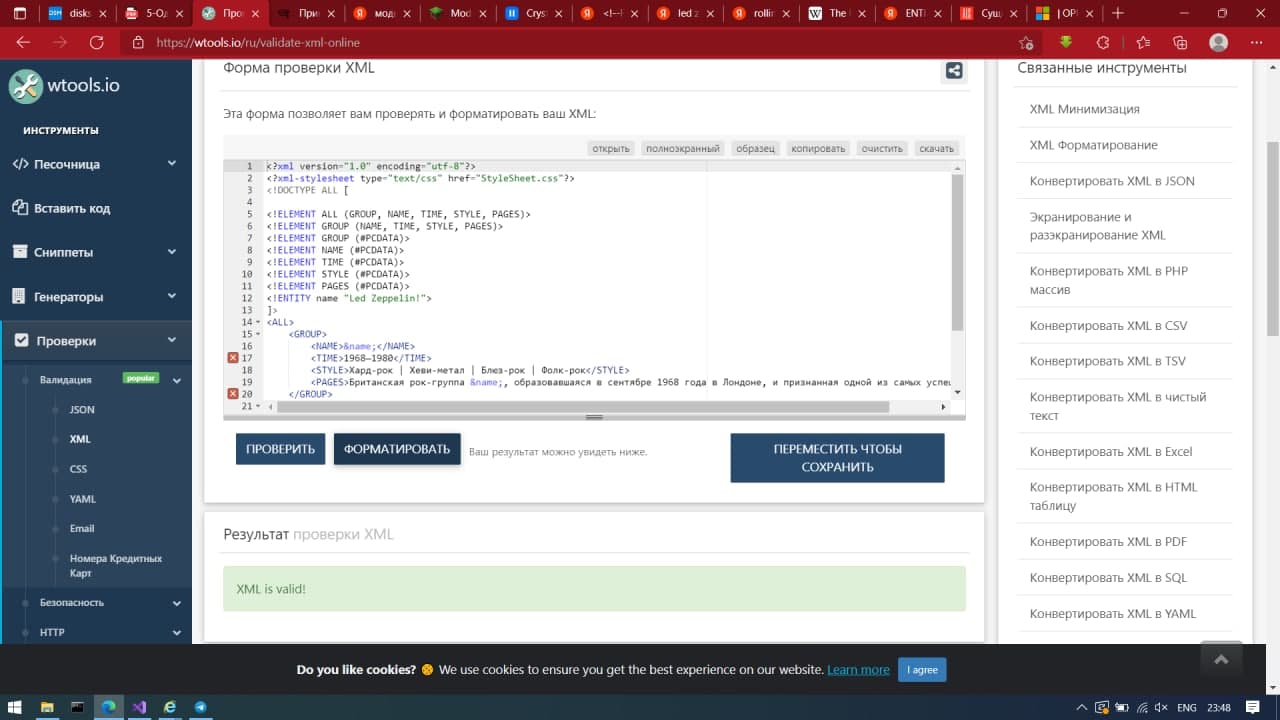 disks
5-Од
Про
При
мод
Mod
Cryst
<!--
led z
rollin
The
ENTI
Сущ
| OP
https://wtools.io/ru/validate-xml-online
wtools.io
ИНСТРУМЕНТЫ
</> Песочница
Вставить код
Сниппеты
Генераторы
Проверки
Валидация popular
JSON
XML
CSS
YAML
Email
Номера Кредитных
Карт
Безопасность
HTTP
Форма проверки XML
Эта форма позволяет вам проверять и форматировать ваш XML:
открыть полноэкранный образец копировать очистить скачать
1 <?xml version="1.0" encoding="utf-8"?>
2 <?xml-stylesheet type="text/css" href="StyleSheet.css"?>
3 <!DOCTYPE ALL [
4
5 <!ELEMENT ALL (GROUP, NAME, TIME, STYLE, PAGES)>
6 <!ELEMENT GROUP (NAME, TIME, STYLE, PAGES)>
7 <!ELEMENT GROUP (#PCDATA)>
8 <!ELEMENT NAME (#PCDATA)>
9 <!ELEMENT TIME (#PCDATA)>
10 <!ELEMENT STYLE (#PCDATA)>
11 <!ELEMENT PAGES (#PCDATA)>
12 <!ENTITY name "Led Zeppelin!">
13 ]>
14 <ALL>
15 <GROUP>
16 <NAME>&name;</NAME>
17 <TIME>1968—1980</TIME>
18 <STYLE>Хард-рок | Хеви-метал | Блюз-рок | Фолк-рок</STYLE>
19 <PAGES>Британская рок-группа &name;, образовавшаяся в сентябре 1968 года в Лондоне, и признанная одной из самых успе
20 </GROUP>
21
ПРОВЕРИТЬ
ФОРМАТИРОВАТЬ
Ваш результат можно увидеть ниже.
ПЕРЕМЕСТИТЬ ЧТОБЫ
СОХРАНИТЬ
Результат проверки XML
XML is valid!
Связанные инструменты
XML Минимизация
XML Форматирование
Конвертировать XML в JSON
Экранирование и
разэкранирование XML
Конвертировать XML в PHP
массив
Конвертировать XML в CSV
Конвертировать XML в TSV
Конвертировать XML в чистый
текст
Конвертировать XML в Excel
Конвертировать XML в HTML
таблицу
Конвертировать XML в PDF
Конвертировать XML в SQL
Конвертировать XML в YAML
Do you like cookies? We use cookies to ensure you get the best experience on our website. Learn more I agree
ENG 23:48